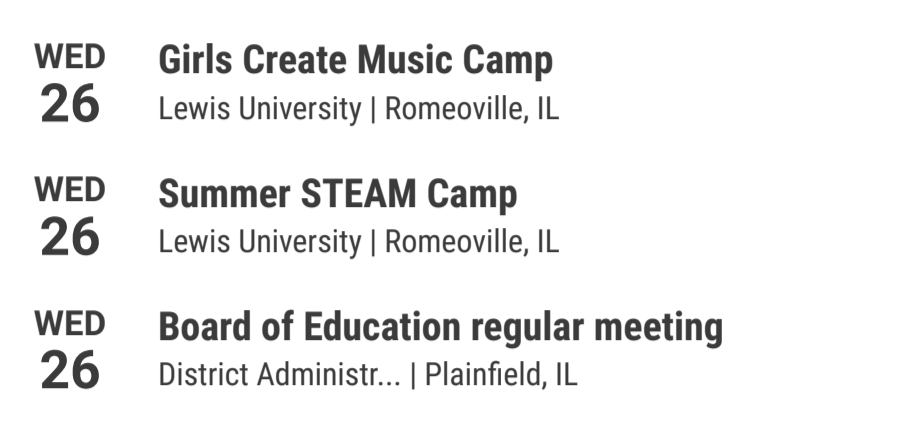 WED
26
Girls Create Music Camp
Lewis University | Romeoville, IL
WED
26
Summer STEAM Camp
Lewis University | Romeoville, IL
WED
26
Board of Education regular meeting
District Administr... | Plainfield, IL